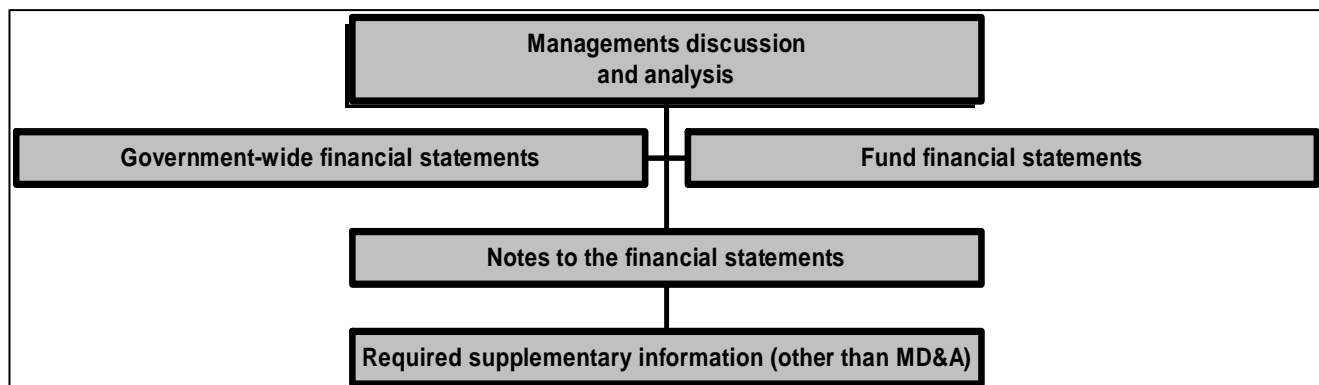 Managements discussion
and analysis
Government-wide financial statements
Fund financial statements
Notes to the financial statements
Required supplementary information (other than MD&A)